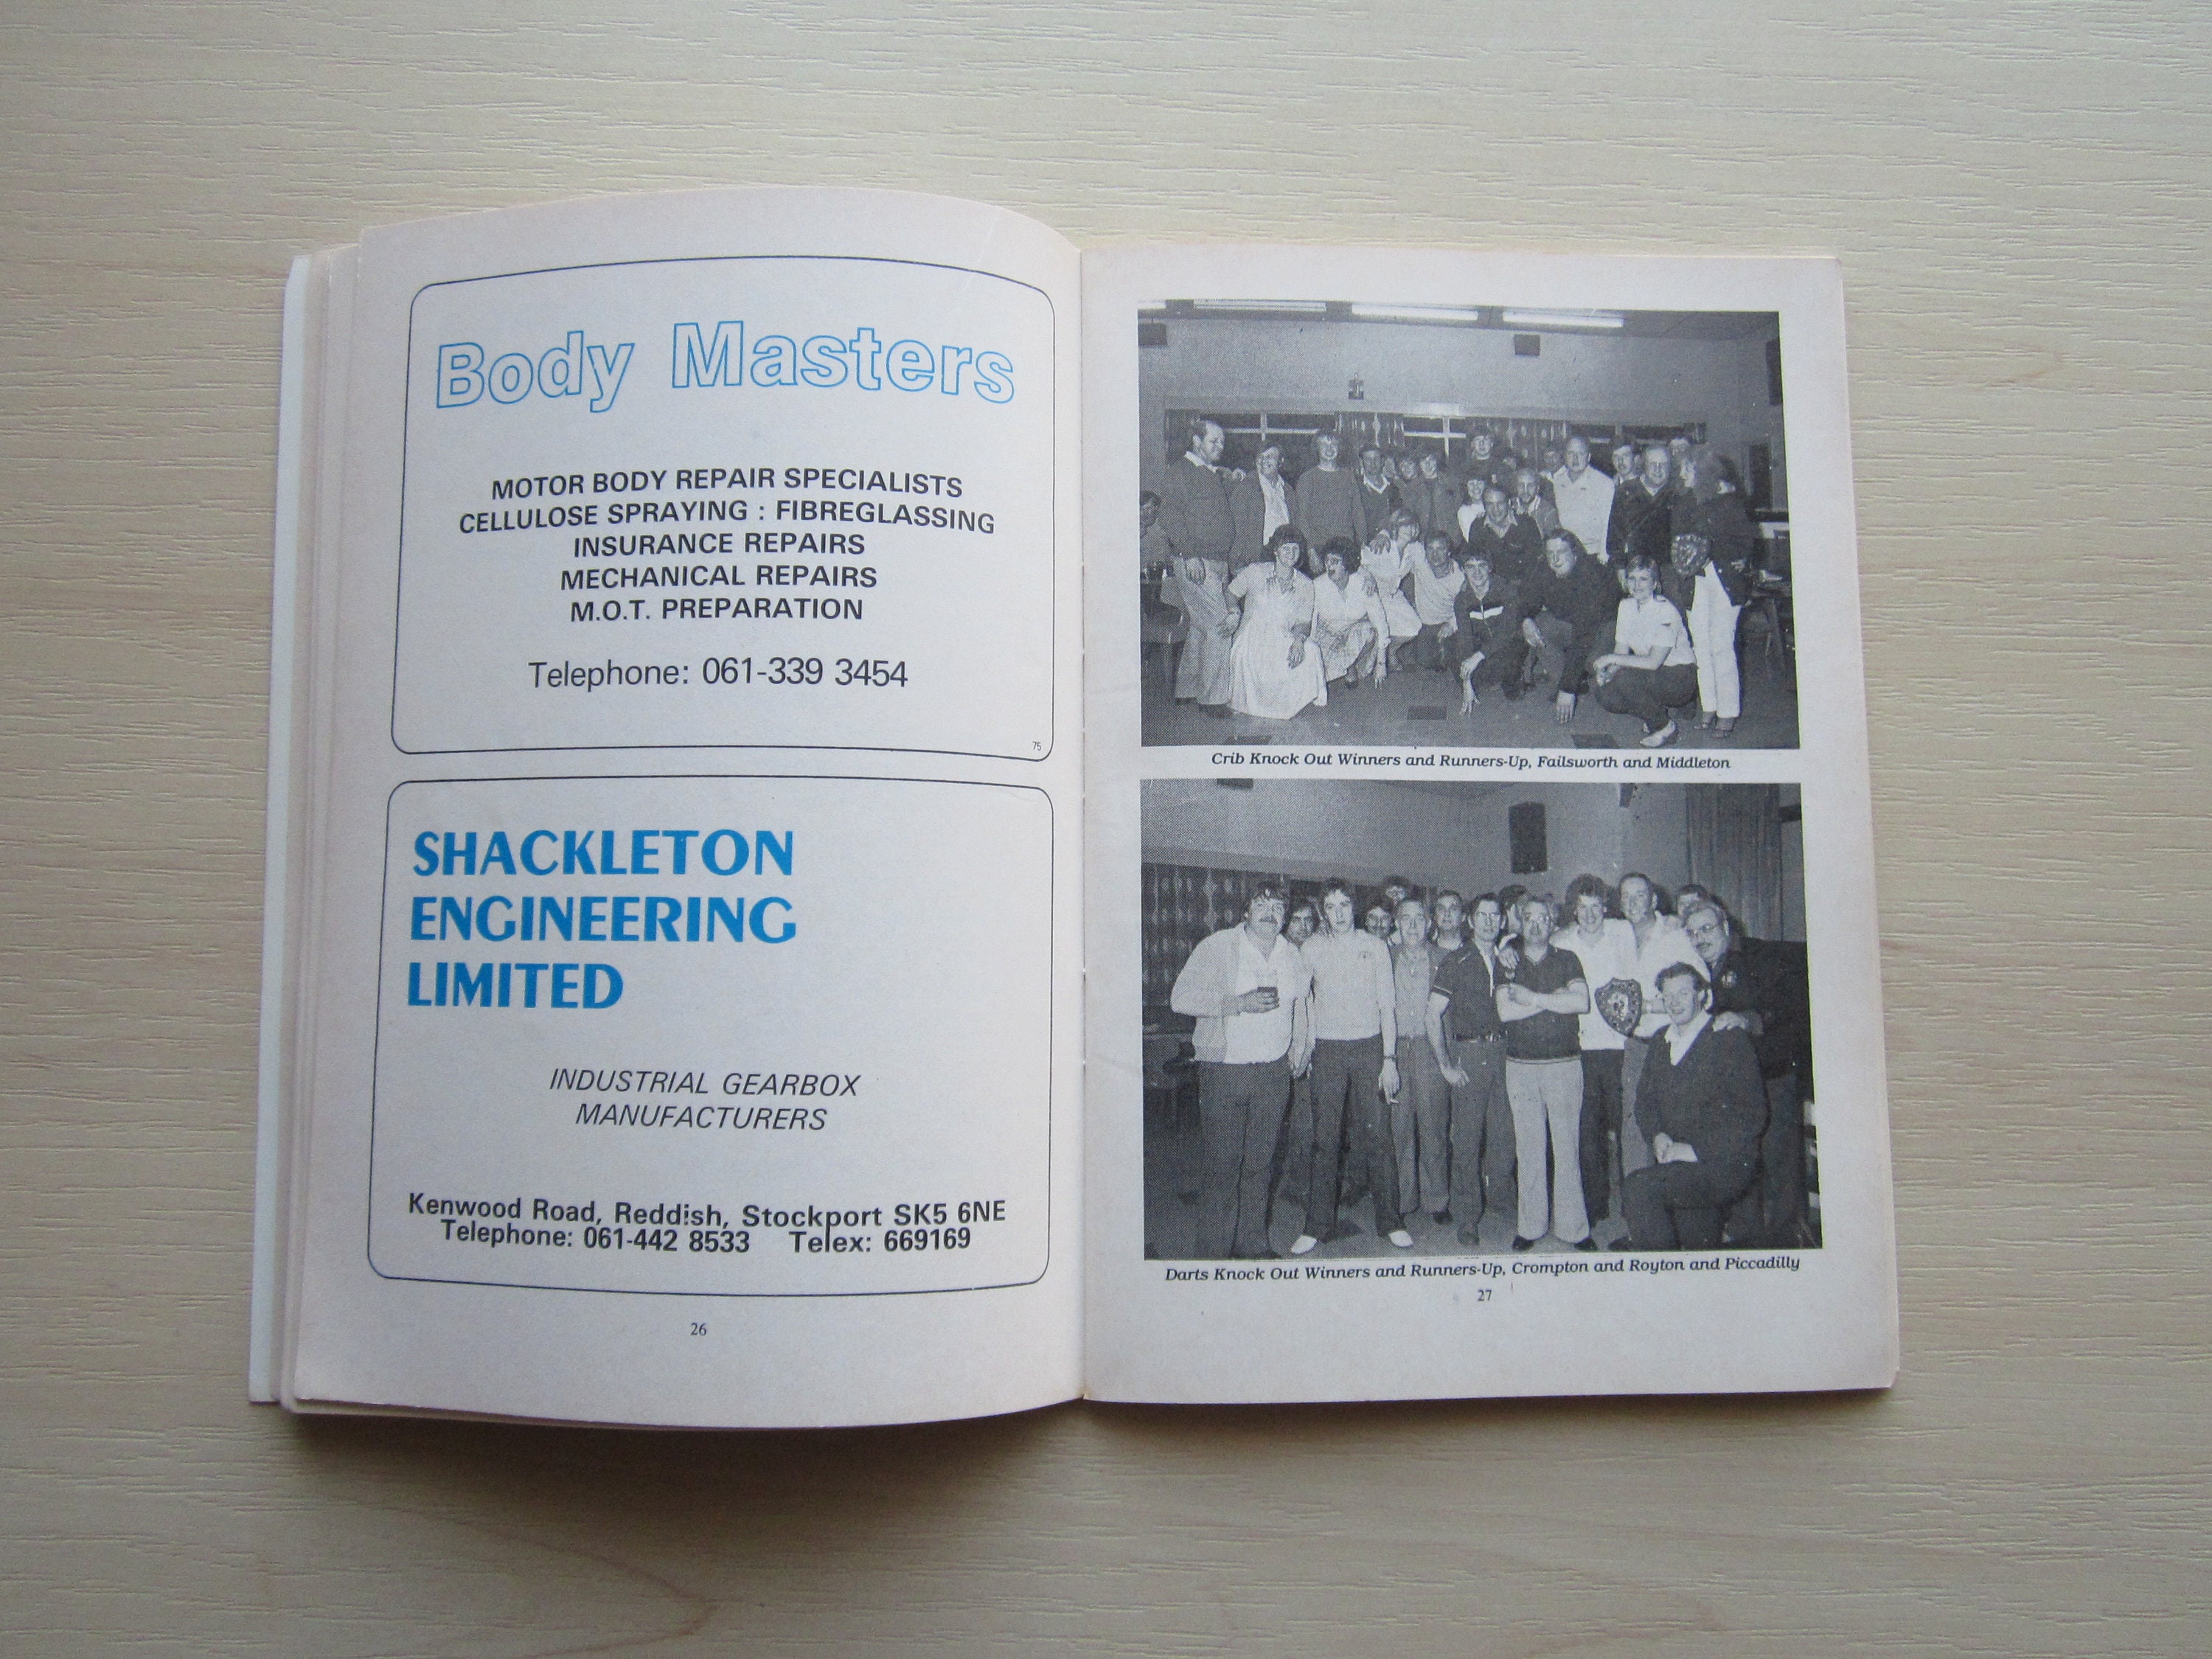 Body Masters
MOTOR BODY REPAIR SPECIALISTS
CELLULOSE SPRAYING : FIBREGLASSING
INSURANCE REPAIRS
MECHANICAL REPAIRS
M.O.T. PREPARATION
Telephone: 061-339 3454
75
SHACKLETON
ENGINEERING
LIMITED
INDUSTRIAL GEARBOX
MANUFACTURERS
Kenwood Road, Reddish, Stockport SK5 6NE
Telephone: 061-442 8533 Telex: 669169
26
Crib Knock Out Winners and Runners-Up, Failsworth and Middleton
Darts Knock Out Winners and Runners-Up, Crompton and Royton and Piccadilly
27